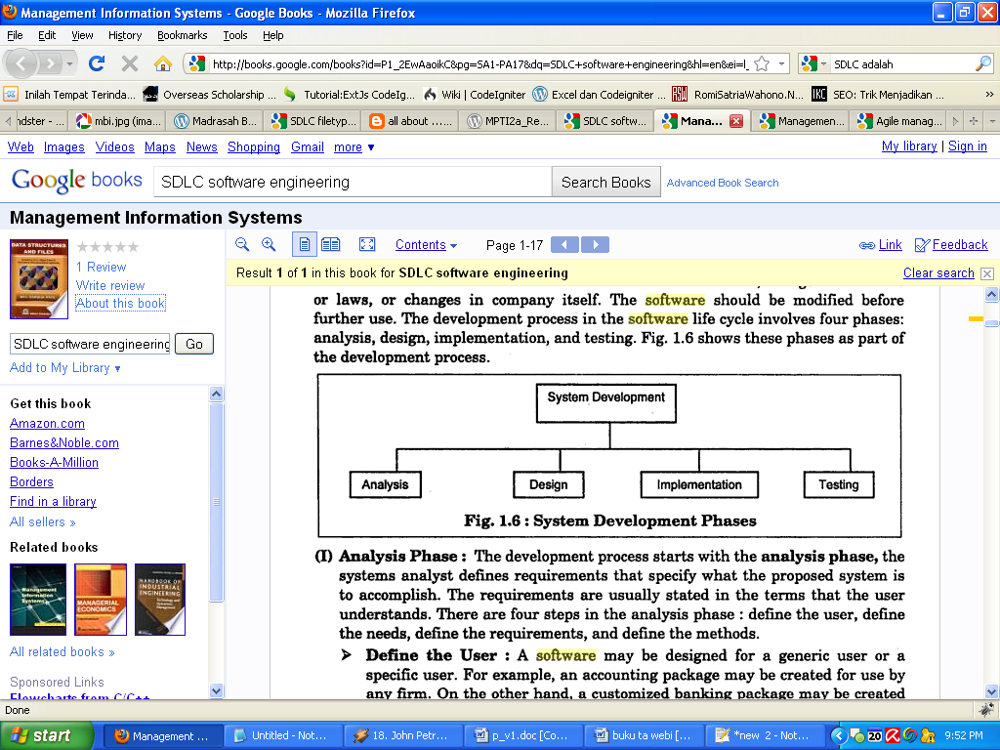 Management Information Systems - Google Books - Mozilla Firefox
File Edit View History Bookmarks Tools Help
http://books.google.com/books?id=P1_2EwAaoikC&pg=SA1-PA17&dq=SDLC+software+engineering&hl=en&ei=l_
SDLC adalah
Inilah Tempat Terinda... Overseas Scholarship ... Tutorial:ExtJs CodeIg... Wiki | CodeIgniter Excel dan Codeigniter ... RomiSatriaWahono.N... SEO: Trik Menjadikan ... »
ndster - ... mbi.jpg (ima... Madrasah B... SDLC filetyp... all about ...... MPTI2a_Re... SDLC softw... Mana... Managemen... Agile manag...
Web Images Videos Maps News Shopping Gmail more ▼ My library | Sign in
Google books SDLC software engineering Search Books Advanced Book Search
Management Information Systems
Contents Page 1-17 Link Feedback
Result 1 of 1 in this book for SDLC software engineering Clear search
DATA STRUCTURES
AND FILES
1 Review
Write review
About this book
SDLC software engineering Go
Add to My Library ▼
Get this book
Amazon.com
Barnes&Noble.com
Books-A-Million
Borders
Find in a library
All sellers »
Related books
Management
Information
Systems
MANAGERIAL
ECONOMICS
HANDBOOK OF
INDUSTRIAL
ENGINEERING
All related books »
Sponsored Links
Flowcharts from C/C++
or laws, or changes in company itself. The software should be modified before
further use. The development process in the software life cycle involves four phases:
analysis, design, implementation, and testing. Fig. 1.6 shows these phases as part of
the development process.
System Development
Analysis Design Implementation Testing
Fig. 1.6 : System Development Phases
(I) Analysis Phase : The development process starts with the analysis phase, the
systems analyst defines requirements that specify what the proposed system is
to accomplish. The requirements are usually stated in the terms that the user
understands. There are four steps in the analysis phase : define the user, define
the needs, define the requirements, and define the methods.
➤ Define the User : A software may be designed for a generic user or a
specific user. For example, an accounting package may be created for use by
any firm. On the other hand, a customized banking package may be created
Done
start Management ... Untitled - Not... 18. John Petr... p_v1.doc [Co... buku ta webi [... *new 2 - Not... 20 9:52 PM